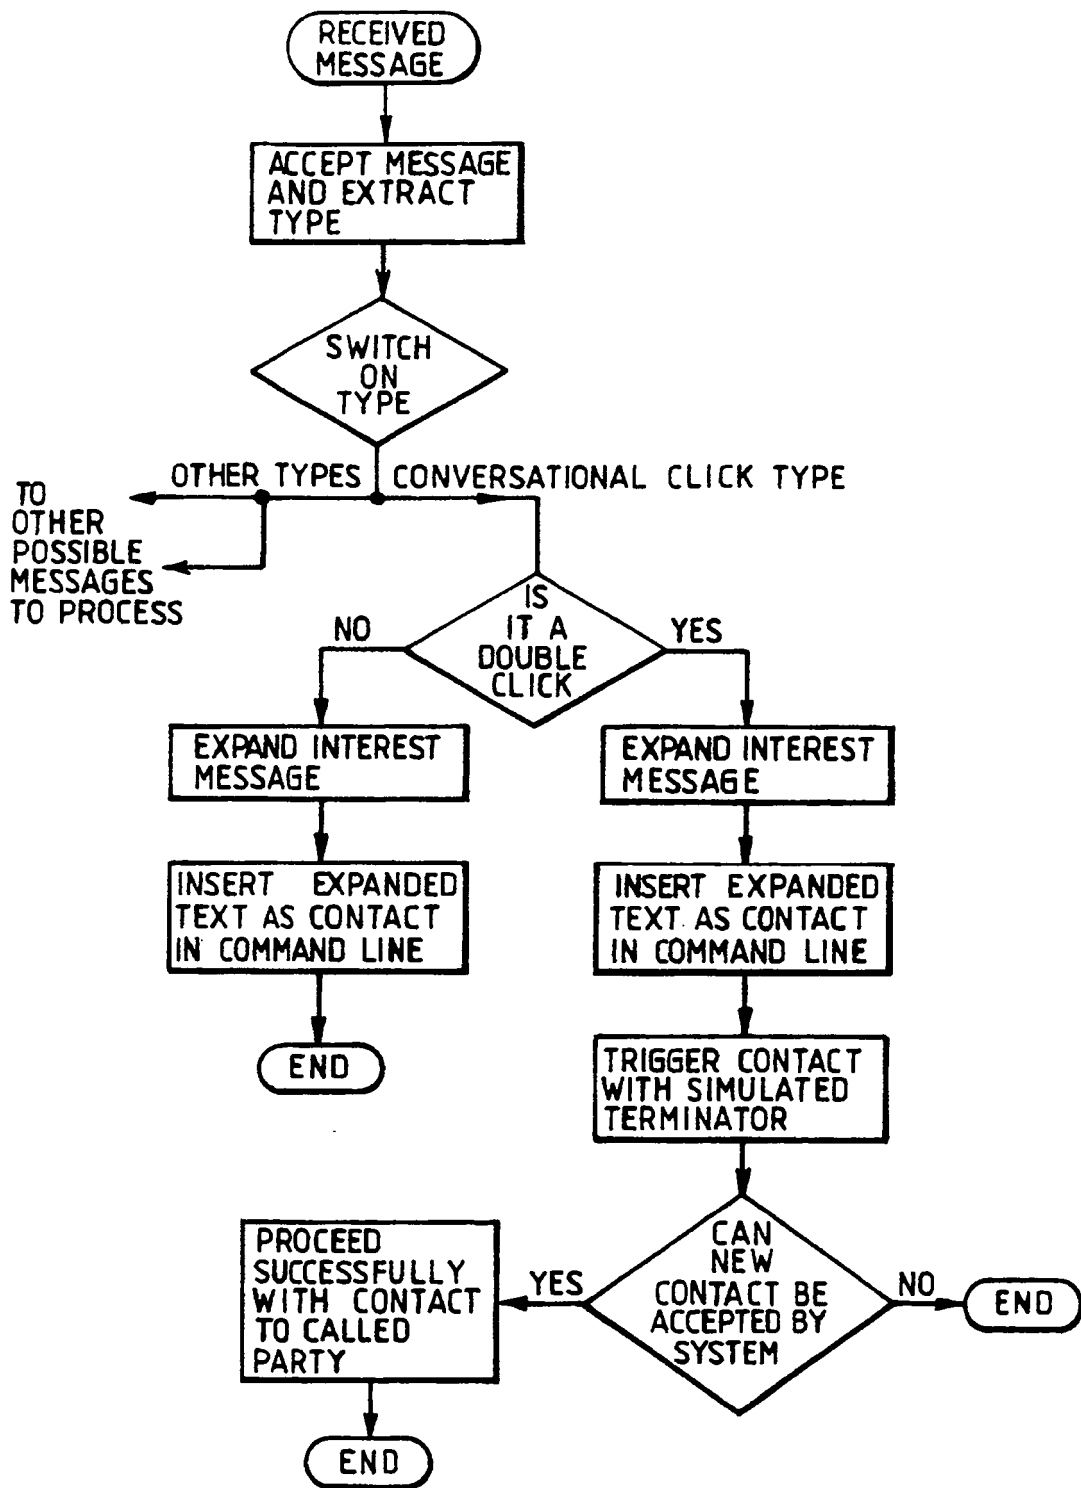 RECEIVED
MESSAGE
ACCEPT MESSAGE
AND EXTRACT
TYPE
SWITCH
ON
TYPE
OTHER TYPES
CONVERSATIONAL CLICK TYPE
TO
OTHER
POSSIBLE
MESSAGES
TO PROCESS
IS
IT A
DOUBLE
CLICK
NO
YES
EXPAND INTEREST
MESSAGE
EXPAND INTEREST
MESSAGE
INSERT EXPANDED
TEXT AS CONTACT
IN COMMAND LINE
INSERT EXPANDED
TEXT AS CONTACT
IN COMMAND LINE
END
TRIGGER CONTACT
WITH SIMULATED
TERMINATOR
CAN
NEW
CONTACT BE
ACCEPTED BY
SYSTEM
YES
NO
END
PROCEED
SUCCESSFULLY
WITH CONTACT
TO CALLED
PARTY
END